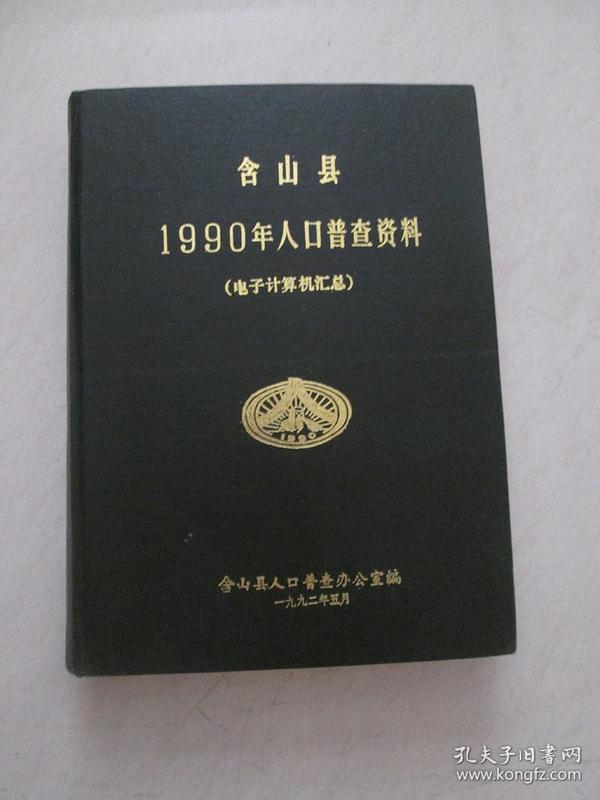 含山县
1990年人口普查资料
(电子计算机汇总)
1990
含山县人口普查办公室编
一九九二年五月
孔夫子旧书网
www.kongfz.com